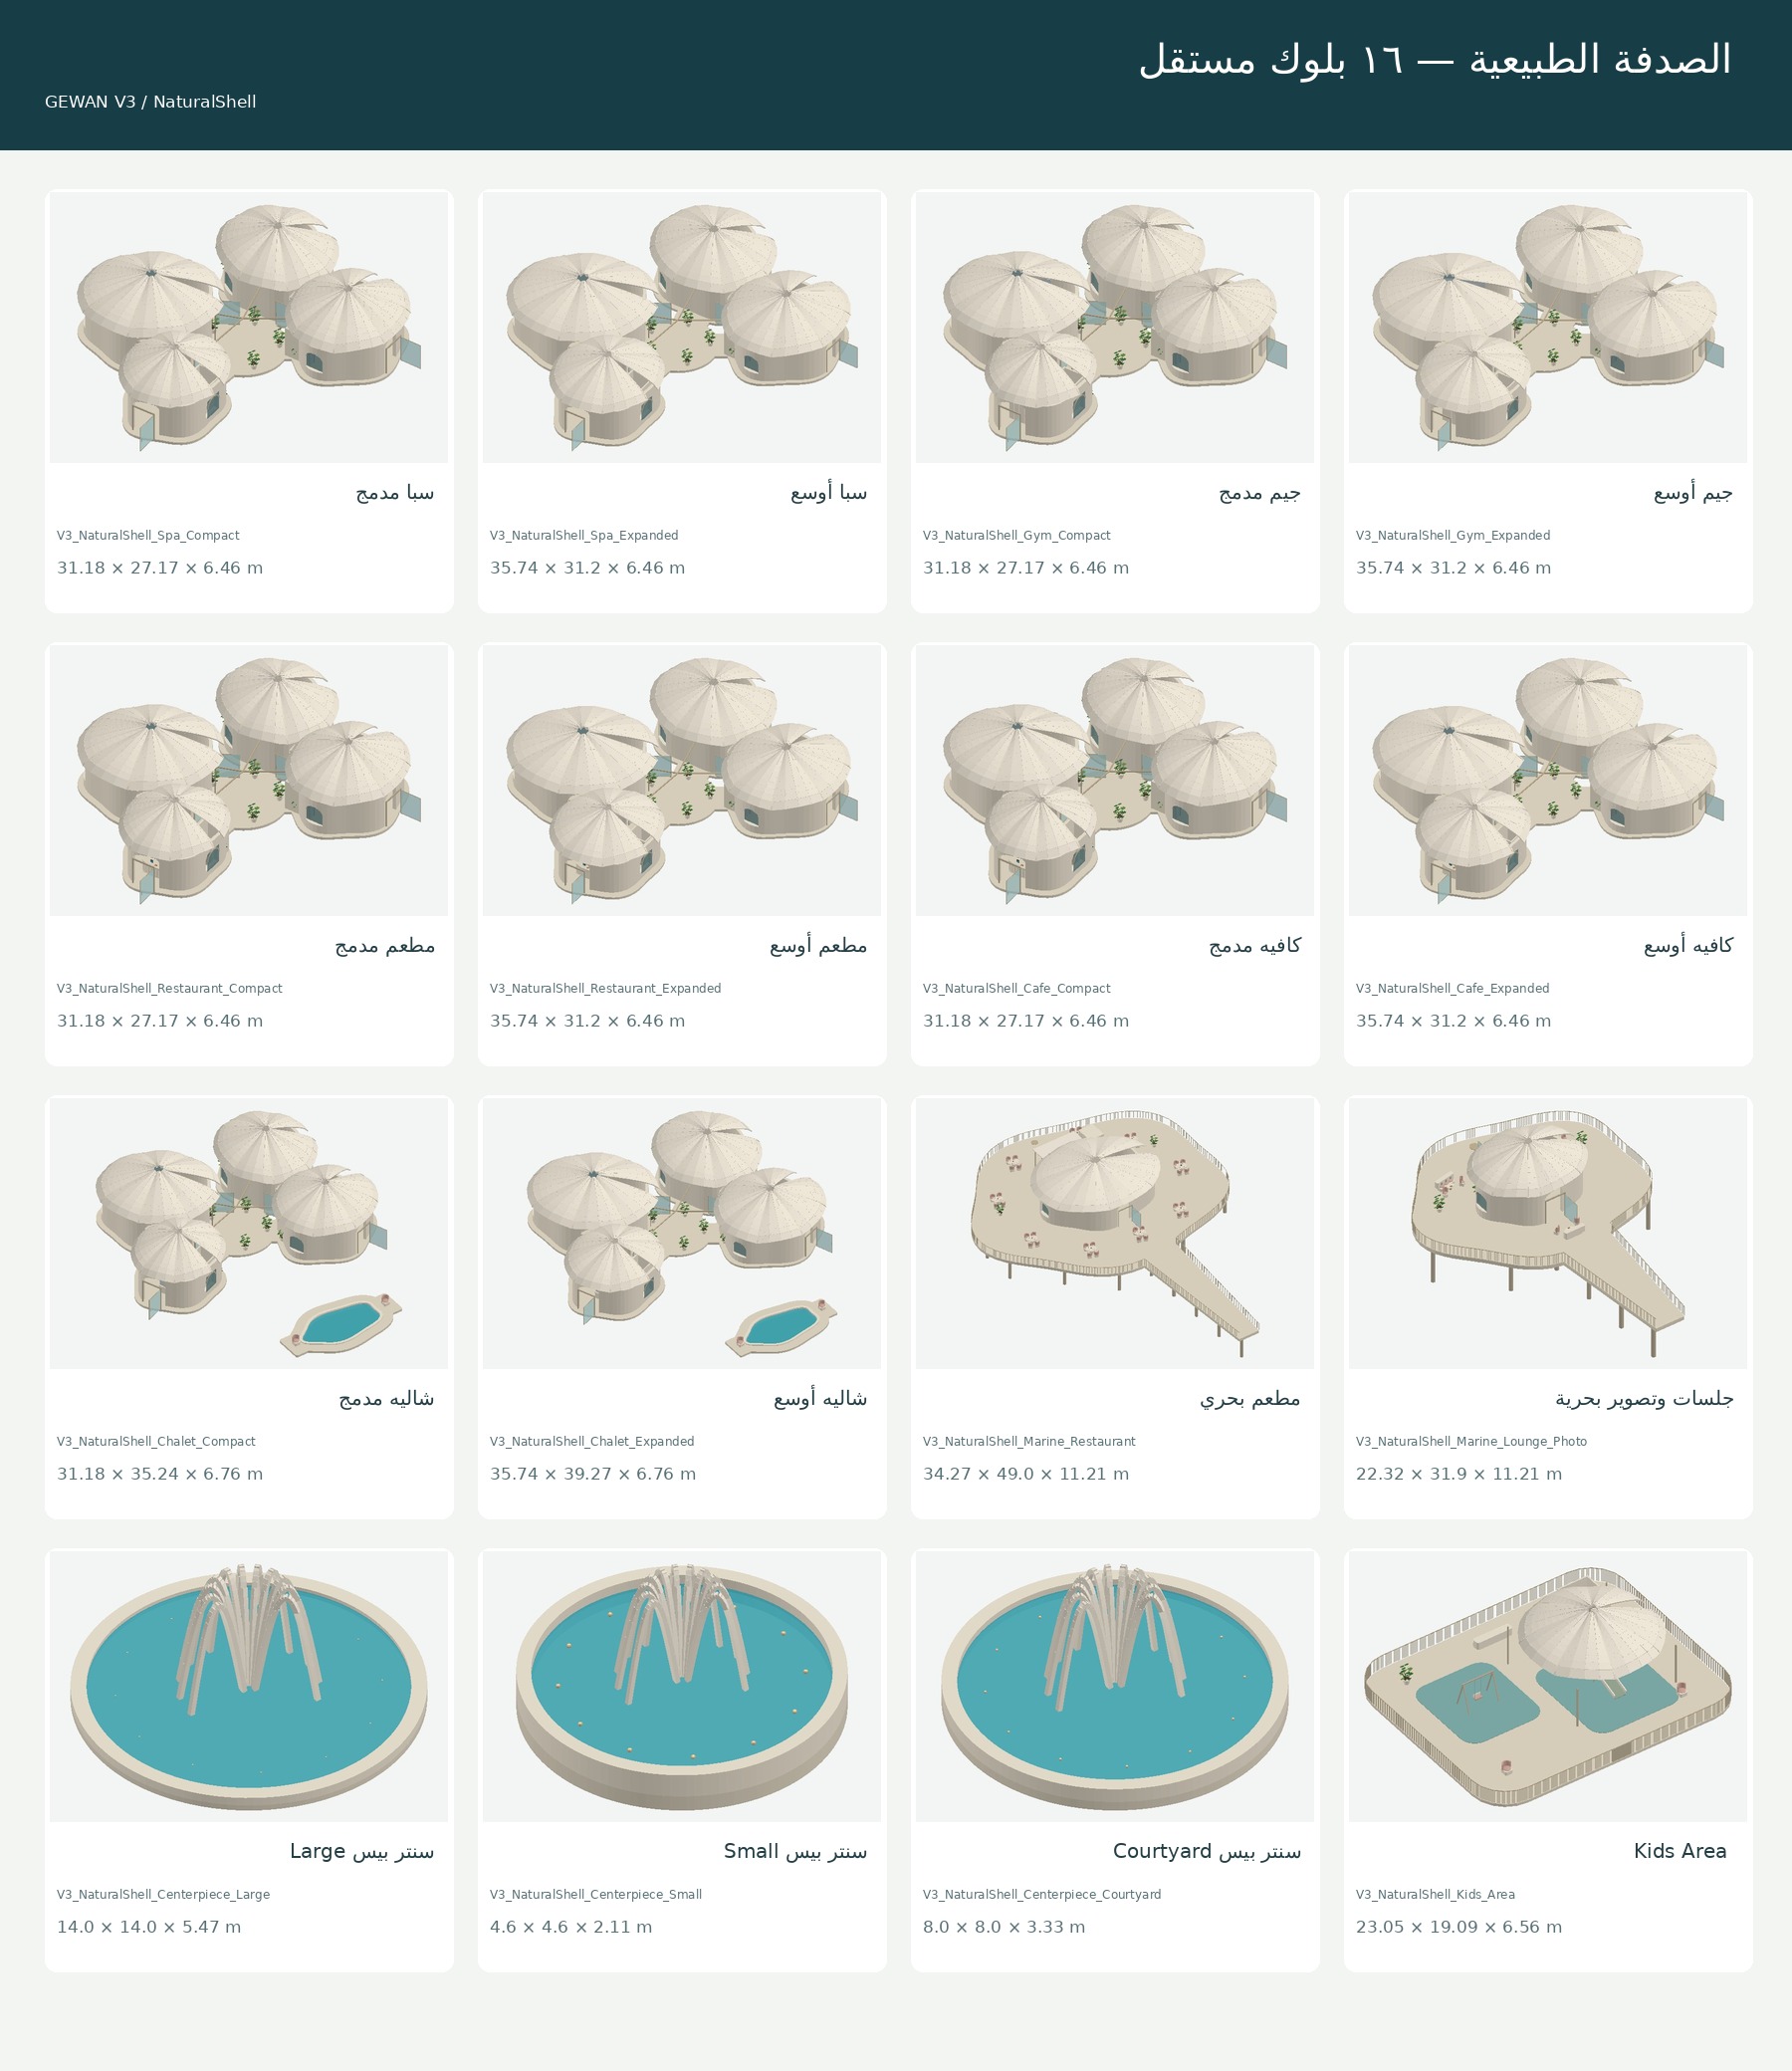 الصدفة الطبيعية — ١٦ بلوك مستقل
GEWAN V3 / NaturalShell
سبا مدمج
V3_NaturalShell_Spa_Compact
31.18 × 27.17 × 6.46 m
سبا أوسع
V3_NaturalShell_Spa_Expanded
35.74 × 31.2 × 6.46 m
جيم مدمج
V3_NaturalShell_Gym_Compact
31.18 × 27.17 × 6.46 m
جيم أوسع
V3_NaturalShell_Gym_Expanded
35.74 × 31.2 × 6.46 m
مطعم مدمج
V3_NaturalShell_Restaurant_Compact
31.18 × 27.17 × 6.46 m
مطعم أوسع
V3_NaturalShell_Restaurant_Expanded
35.74 × 31.2 × 6.46 m
كافيه مدمج
V3_NaturalShell_Cafe_Compact
31.18 × 27.17 × 6.46 m
كافيه أوسع
V3_NaturalShell_Cafe_Expanded
35.74 × 31.2 × 6.46 m
شاليه مدمج
V3_NaturalShell_Chalet_Compact
31.18 × 35.24 × 6.76 m
شاليه أوسع
V3_NaturalShell_Chalet_Expanded
35.74 × 39.27 × 6.76 m
مطعم بحري
V3_NaturalShell_Marine_Restaurant
34.27 × 49.0 × 11.21 m
جلسات وتصوير بحرية
V3_NaturalShell_Marine_Lounge_Photo
22.32 × 31.9 × 11.21 m
سنتر بيس Large
V3_NaturalShell_Centerpiece_Large
14.0 × 14.0 × 5.47 m
سنتر بيس Small
V3_NaturalShell_Centerpiece_Small
4.6 × 4.6 × 2.11 m
سنتر بيس Courtyard
V3_NaturalShell_Centerpiece_Courtyard
8.0 × 8.0 × 3.33 m
Kids Area
V3_NaturalShell_Kids_Area
23.05 × 19.09 × 6.56 m